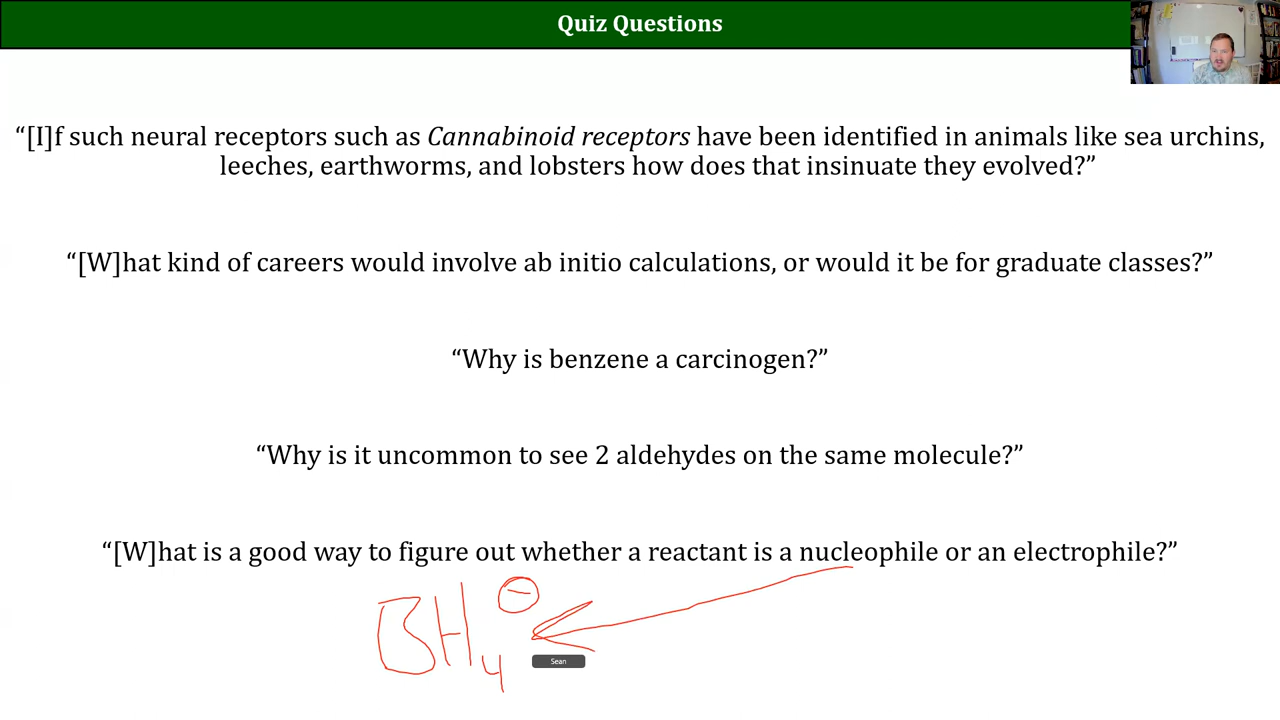 Quiz Questions
“[I]f such neural receptors such as Cannabinoid receptors have been identified in animals like sea urchins,
leeches, earthworms, and lobsters how does that insinuate they evolved?”
“[W]hat kind of careers would involve ab initio calculations, or would it be for graduate classes?”
“Why is benzene a carcinogen?”
“Why is it uncommon to see 2 aldehydes on the same molecule?”
“[W]hat is a good way to figure out whether a reactant is a nucleophile or an electrophile?”
BH₄⊖
Sean